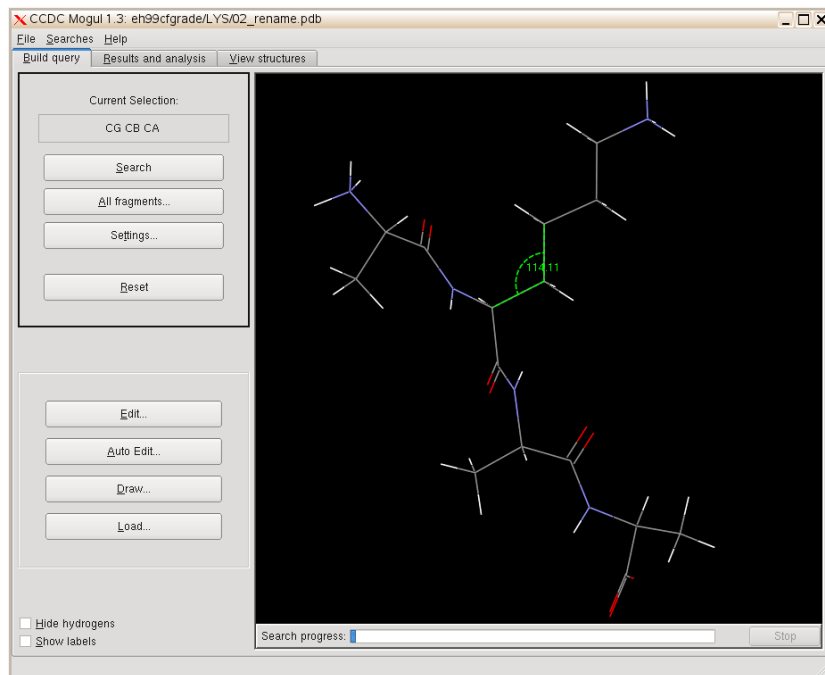 CCDC Mogul 1.3: eh99cfgrade/LYS/02_rename.pdb
File Searches Help
Build query Results and analysis View structures
Current Selection:
CG CB CA
Search
All fragments...
Settings...
Reset
114.11
Edit...
Auto Edit...
Draw...
Load...
Hide hydrogens
Show labels
Search progress:
Stop